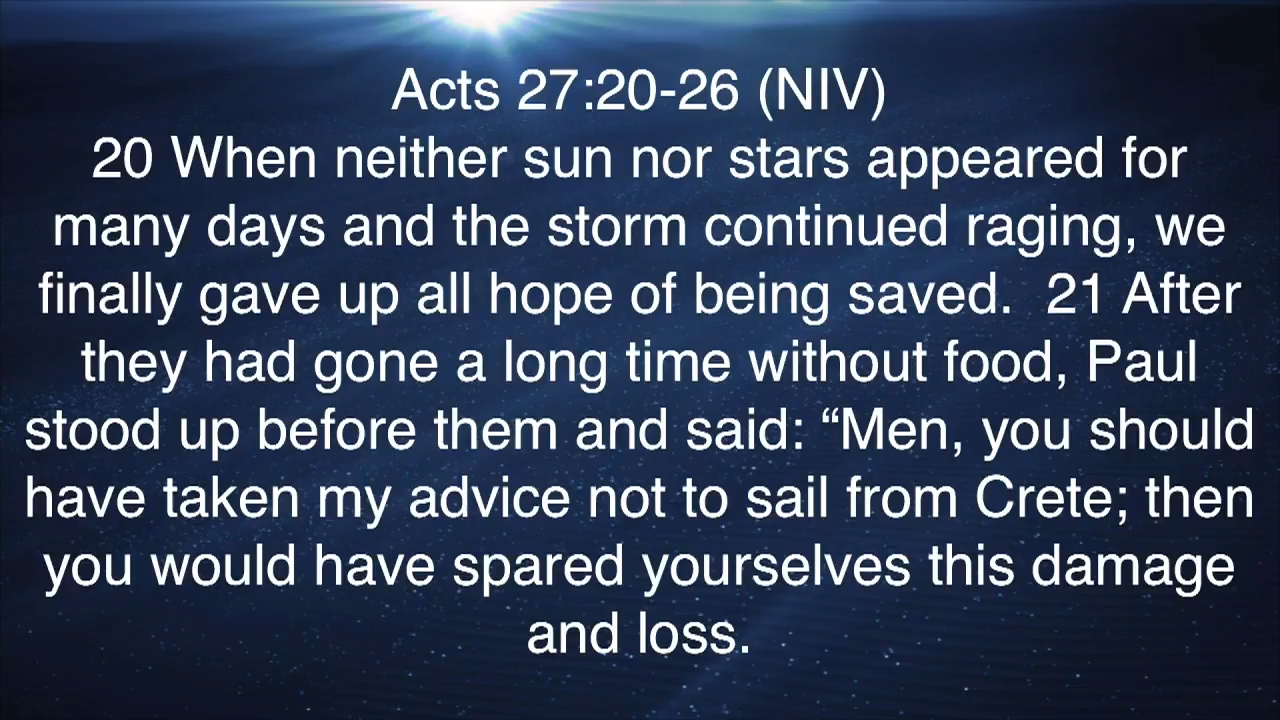 Acts 27:20-26 (NIV)
20 When neither sun nor stars appeared for
many days and the storm continued raging, we
finally gave up all hope of being saved.  21 After
they had gone a long time without food, Paul
stood up before them and said: “Men, you should
have taken my advice not to sail from Crete; then
you would have spared yourselves this damage
and loss.